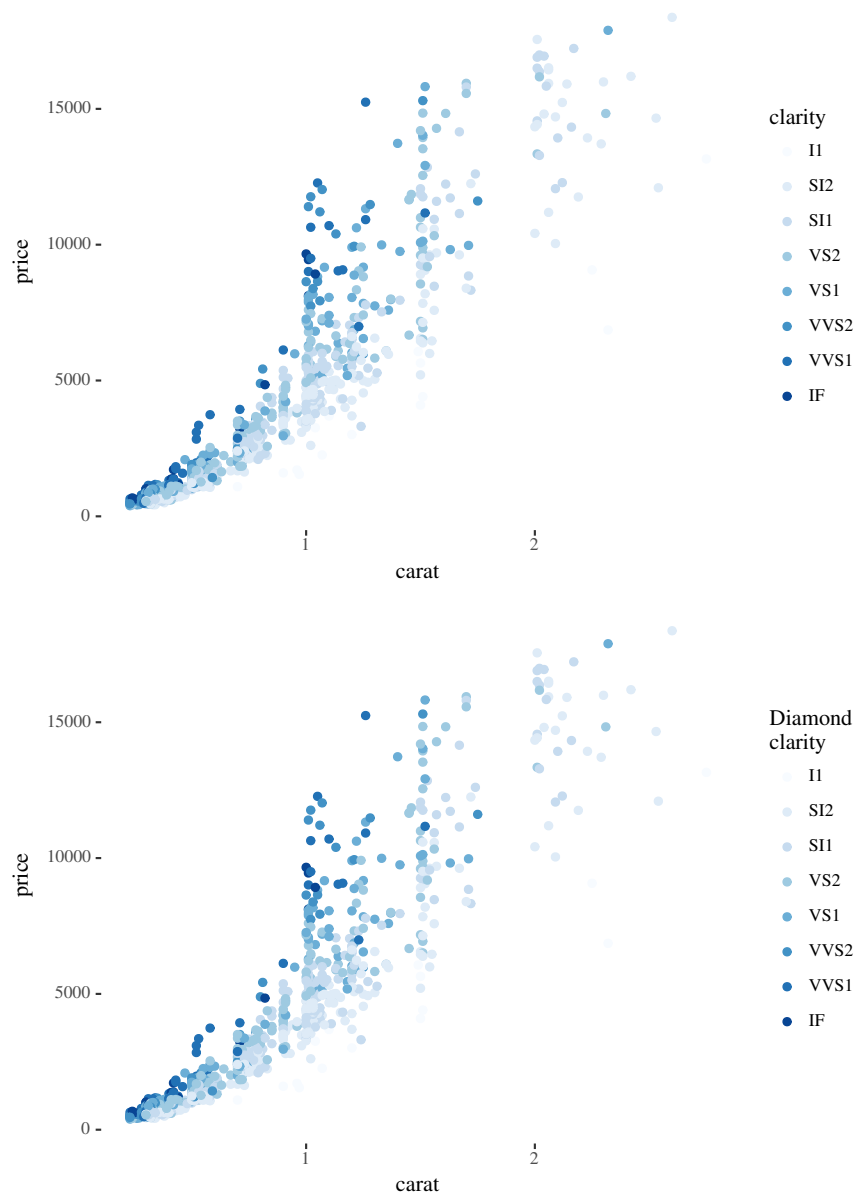 15000
10000
5000
0
price
1
2
carat
clarity
I1
SI2
SI1
VS2
VS1
VVS2
VVS1
IF
15000
10000
5000
0
price
1
2
carat
Diamond
clarity
I1
SI2
SI1
VS2
VS1
VVS2
VVS1
IF